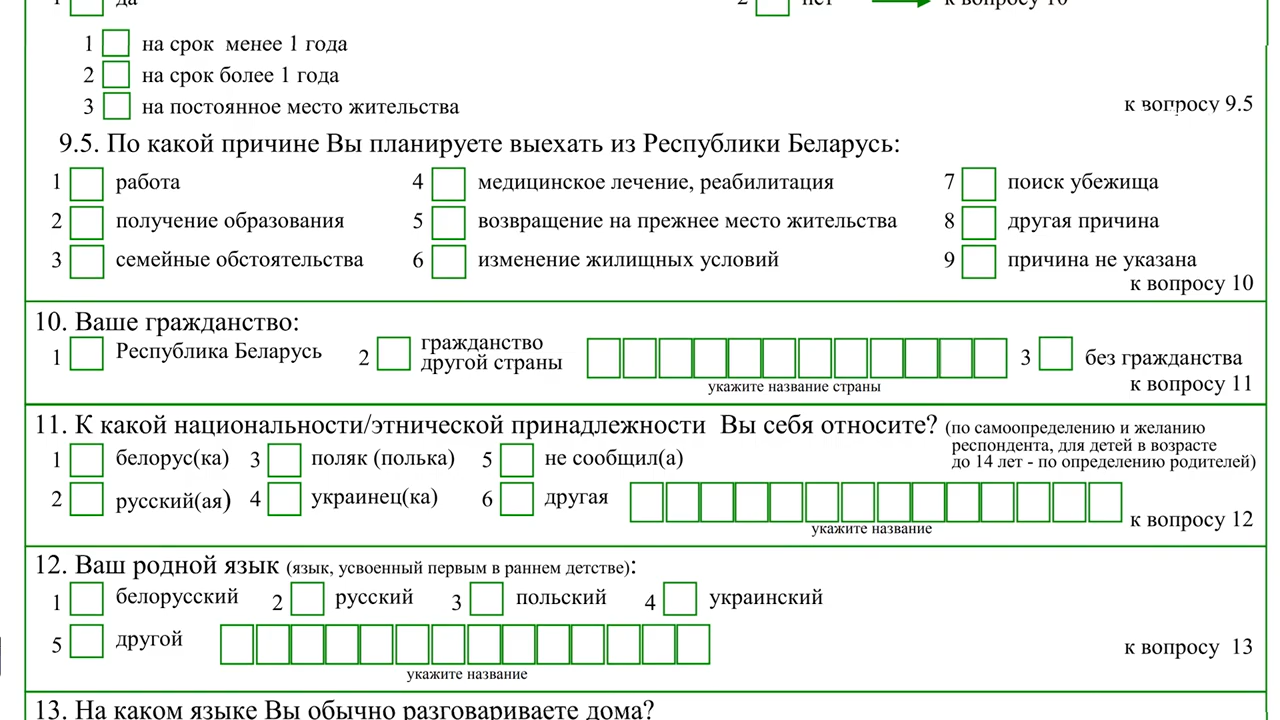 1 да 2 нет к вопросу 10
1 на срок менее 1 года
2 на срок более 1 года
3 на постоянное место жительства к вопросу 9.5
9.5. По какой причине Вы планируете выехать из Республики Беларусь:
1 работа 4 медицинское лечение, реабилитация 7 поиск убежища
2 получение образования 5 возвращение на прежнее место жительства 8 другая причина
3 семейные обстоятельства 6 изменение жилищных условий 9 причина не указана
к вопросу 10
10. Ваше гражданство:
1 Республика Беларусь 2 гражданство другой страны 3 без гражданства
укажите название страны к вопросу 11
11. К какой национальности/этнической принадлежности Вы себя относите? (по самоопределению и желанию
респондента, для детей в возрасте
до 14 лет - по определению родителей)
1 белорус(ка) 3 поляк (полька) 5 не сообщил(а)
2 русский(ая) 4 украинец(ка) 6 другая
укажите название к вопросу 12
12. Ваш родной язык (язык, усвоенный первым в раннем детстве):
1 белорусский 2 русский 3 польский 4 украинский
5 другой к вопросу 13
укажите название
13. На каком языке Вы обычно разговариваете дома?